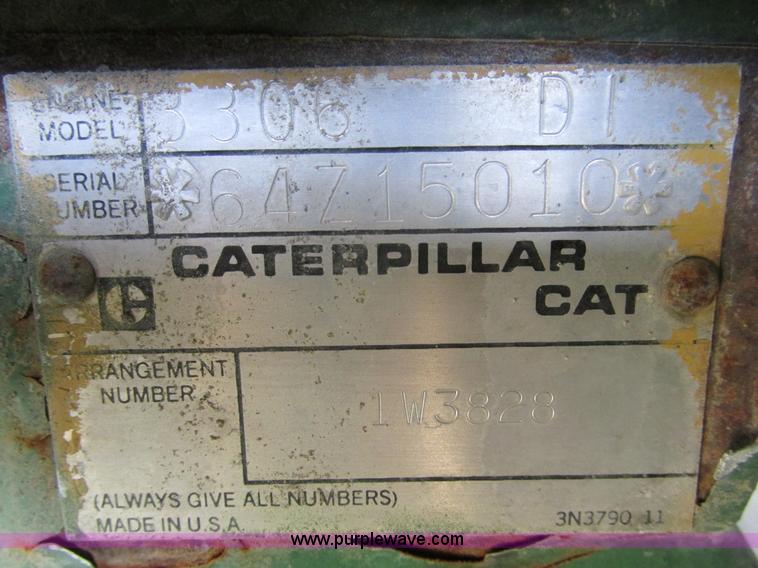 ENGINE MODEL 3306 DI
SERIAL NUMBER *64Z15010*
CATERPILLAR
CAT
ARRANGEMENT NUMBER 1W3828
(ALWAYS GIVE ALL NUMBERS)
MADE IN U.S.A. 3N3790 11
www.purplewave.com